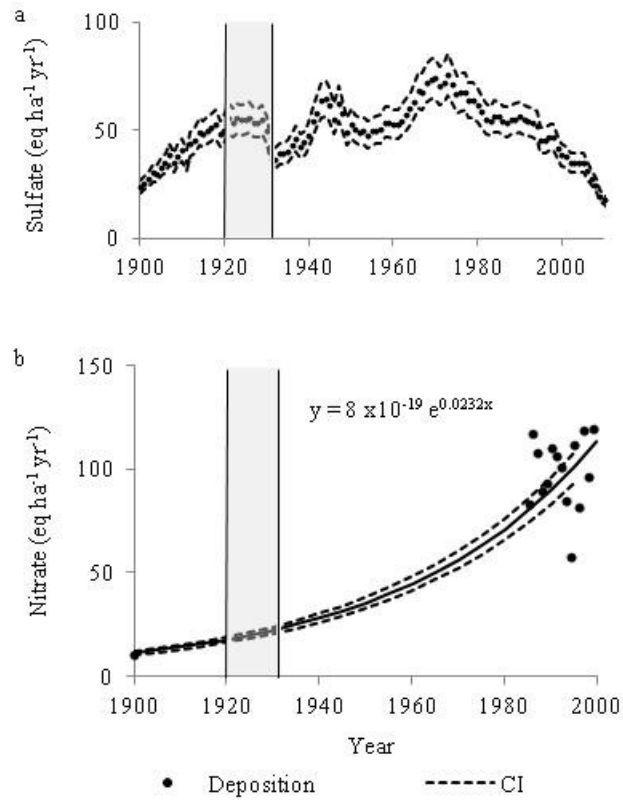 a
100
50
0
Sulfate (eq ha⁻¹ yr⁻¹)
1900 1920 1940 1960 1980 2000
b
150
100
50
0
Nitrate (eq ha⁻¹ yr⁻¹)
y = 8 x10⁻¹⁹ e⁰·⁰²³²ˣ
1900 1920 1940 1960 1980 2000
Year
Deposition CI